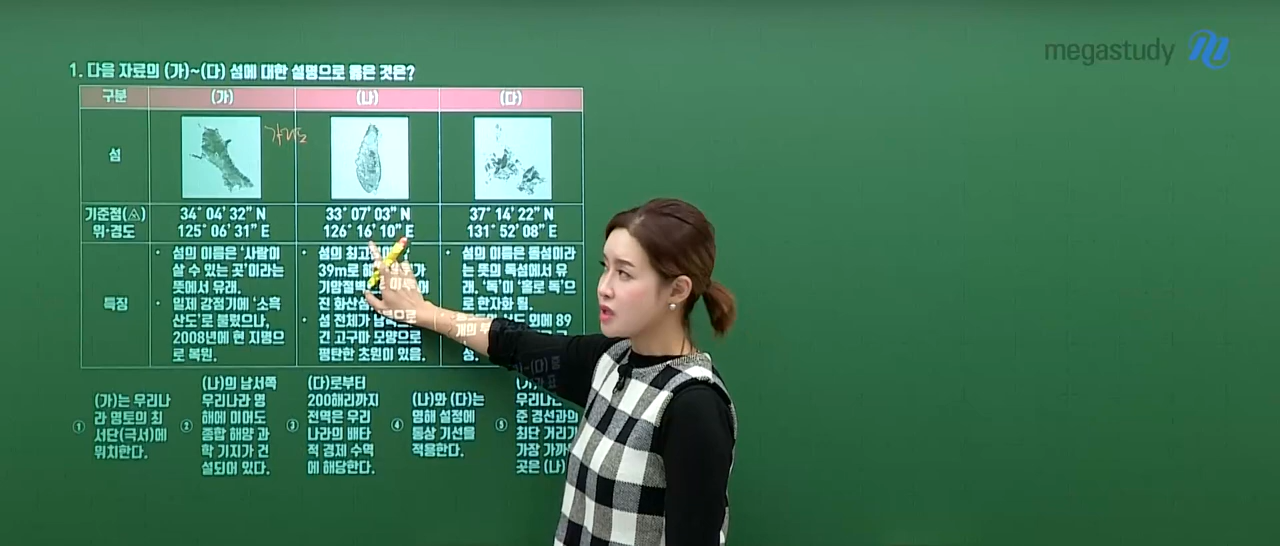 megastudy
1. 다음 자료의 (가)~(다) 섬에 대한 설명으로 옳은 것은?
구분 (가) (나) (다)
섬
가거도
기준점(△) 34° 04' 32" N 33° 07' 03" N 37° 14' 22" N
위·경도 125° 06' 31" E 126° 16' 10" E 131° 52' 08" E
특징
· 섬의 이름은 '사람이
살 수 있는 곳'이라는
뜻에서 유래.
· 일제 강점기에 '소흑
산도'로 불렸으나,
2008년에 현 지명으
로 복원.
· 섬의 최고
39m로 해
기암절벽
진 화산섬
· 섬 전체가 남북으로
긴 고구마 모양으로
평탄한 초원이 있음.
· 섬의 이름은 돌섬이라
는 뜻의 독섬에서 유
래, '독'이 '홀로 독'으
로 한자화 됨.
외에 89
개의 부
성.
① (가)는 우리나
라 영토의 최
서단(극서)에
위치한다.
② (나)의 남서쪽
우리나라 영
해에 이어도
종합 해양 과
학 기지가 건
설되어 있다.
③ (다)로부터
200해리까지
전역은 우리
나라의 배타
적 경제 수역
에 해당한다.
④ (나)와 (다)는
영해 설정에
통상 기선을
적용한다.
⑤ ~(다) 중
우리나라
준 경선과의
최단 거리가
가장 가까
곳은 (나)